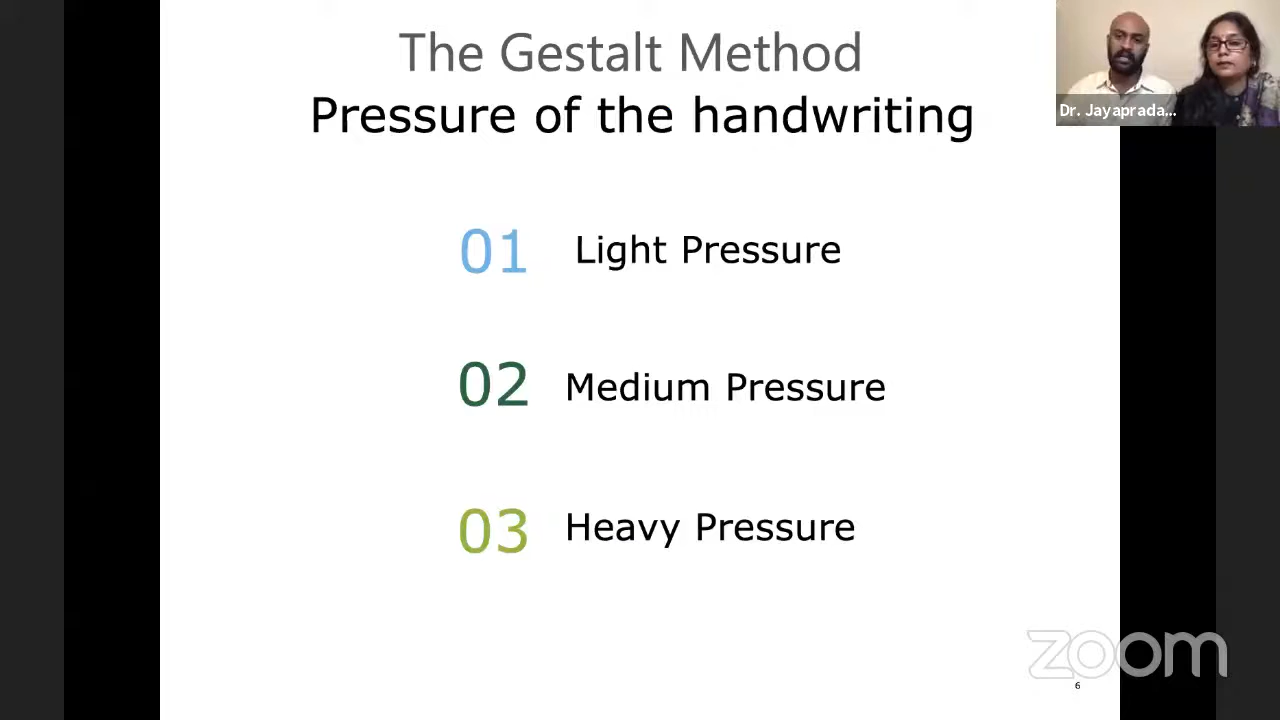 The Gestalt Method
Pressure of the handwriting
Dr. Jayaprada...
01 Light Pressure
02 Medium Pressure
03 Heavy Pressure
zoom
6